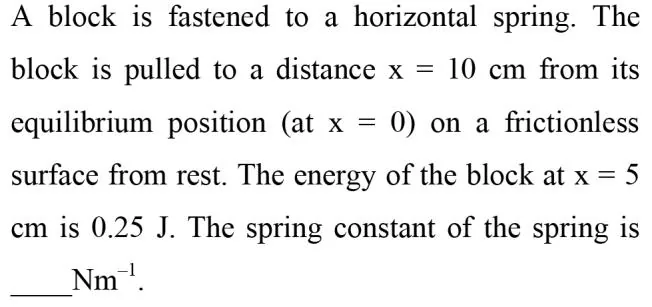 A block is fastened to a horizontal spring. The
block is pulled to a distance x = 10 cm from its
equilibrium position (at x = 0) on a frictionless
surface from rest. The energy of the block at x = 5
cm is 0.25 J. The spring constant of the spring is
____Nm⁻¹.